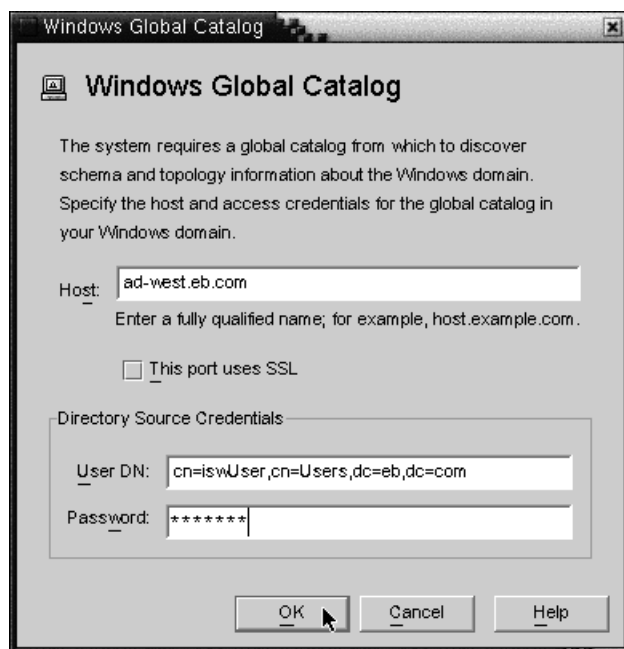 Windows Global Catalog
Windows Global Catalog
The system requires a global catalog from which to discover
schema and topology information about the Windows domain.
Specify the host and access credentials for the global catalog in
your Windows domain.
Host: ad-west.eb.com
Enter a fully qualified name; for example, host.example.com.
This port uses SSL
Directory Source Credentials
User DN: cn=iswUser,cn=Users,dc=eb,dc=com
Password: *******
OK Cancel Help